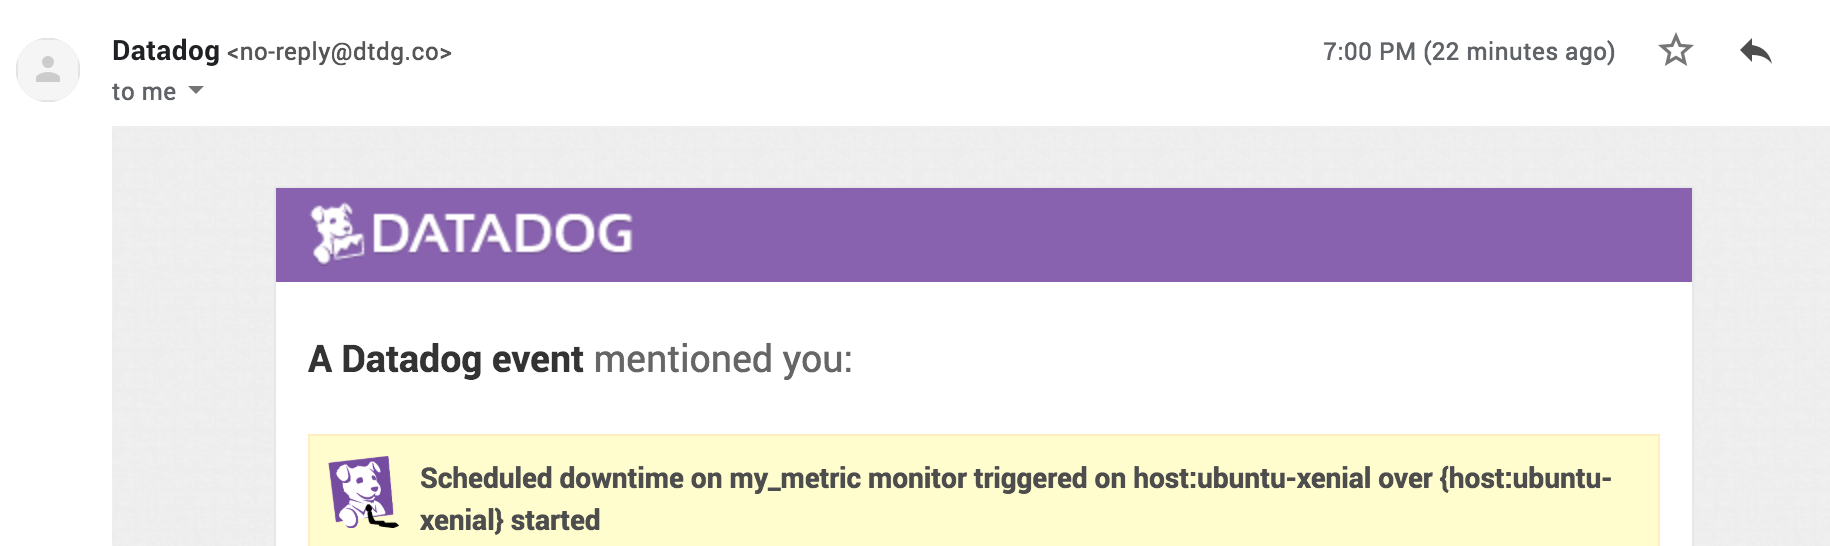 Datadog <no-reply@dtdg.co>
7:00 PM (22 minutes ago)
to me
DATADOG
A Datadog event mentioned you:
Scheduled downtime on my_metric monitor triggered on host:ubuntu-xenial over {host:ubuntu-
xenial} started